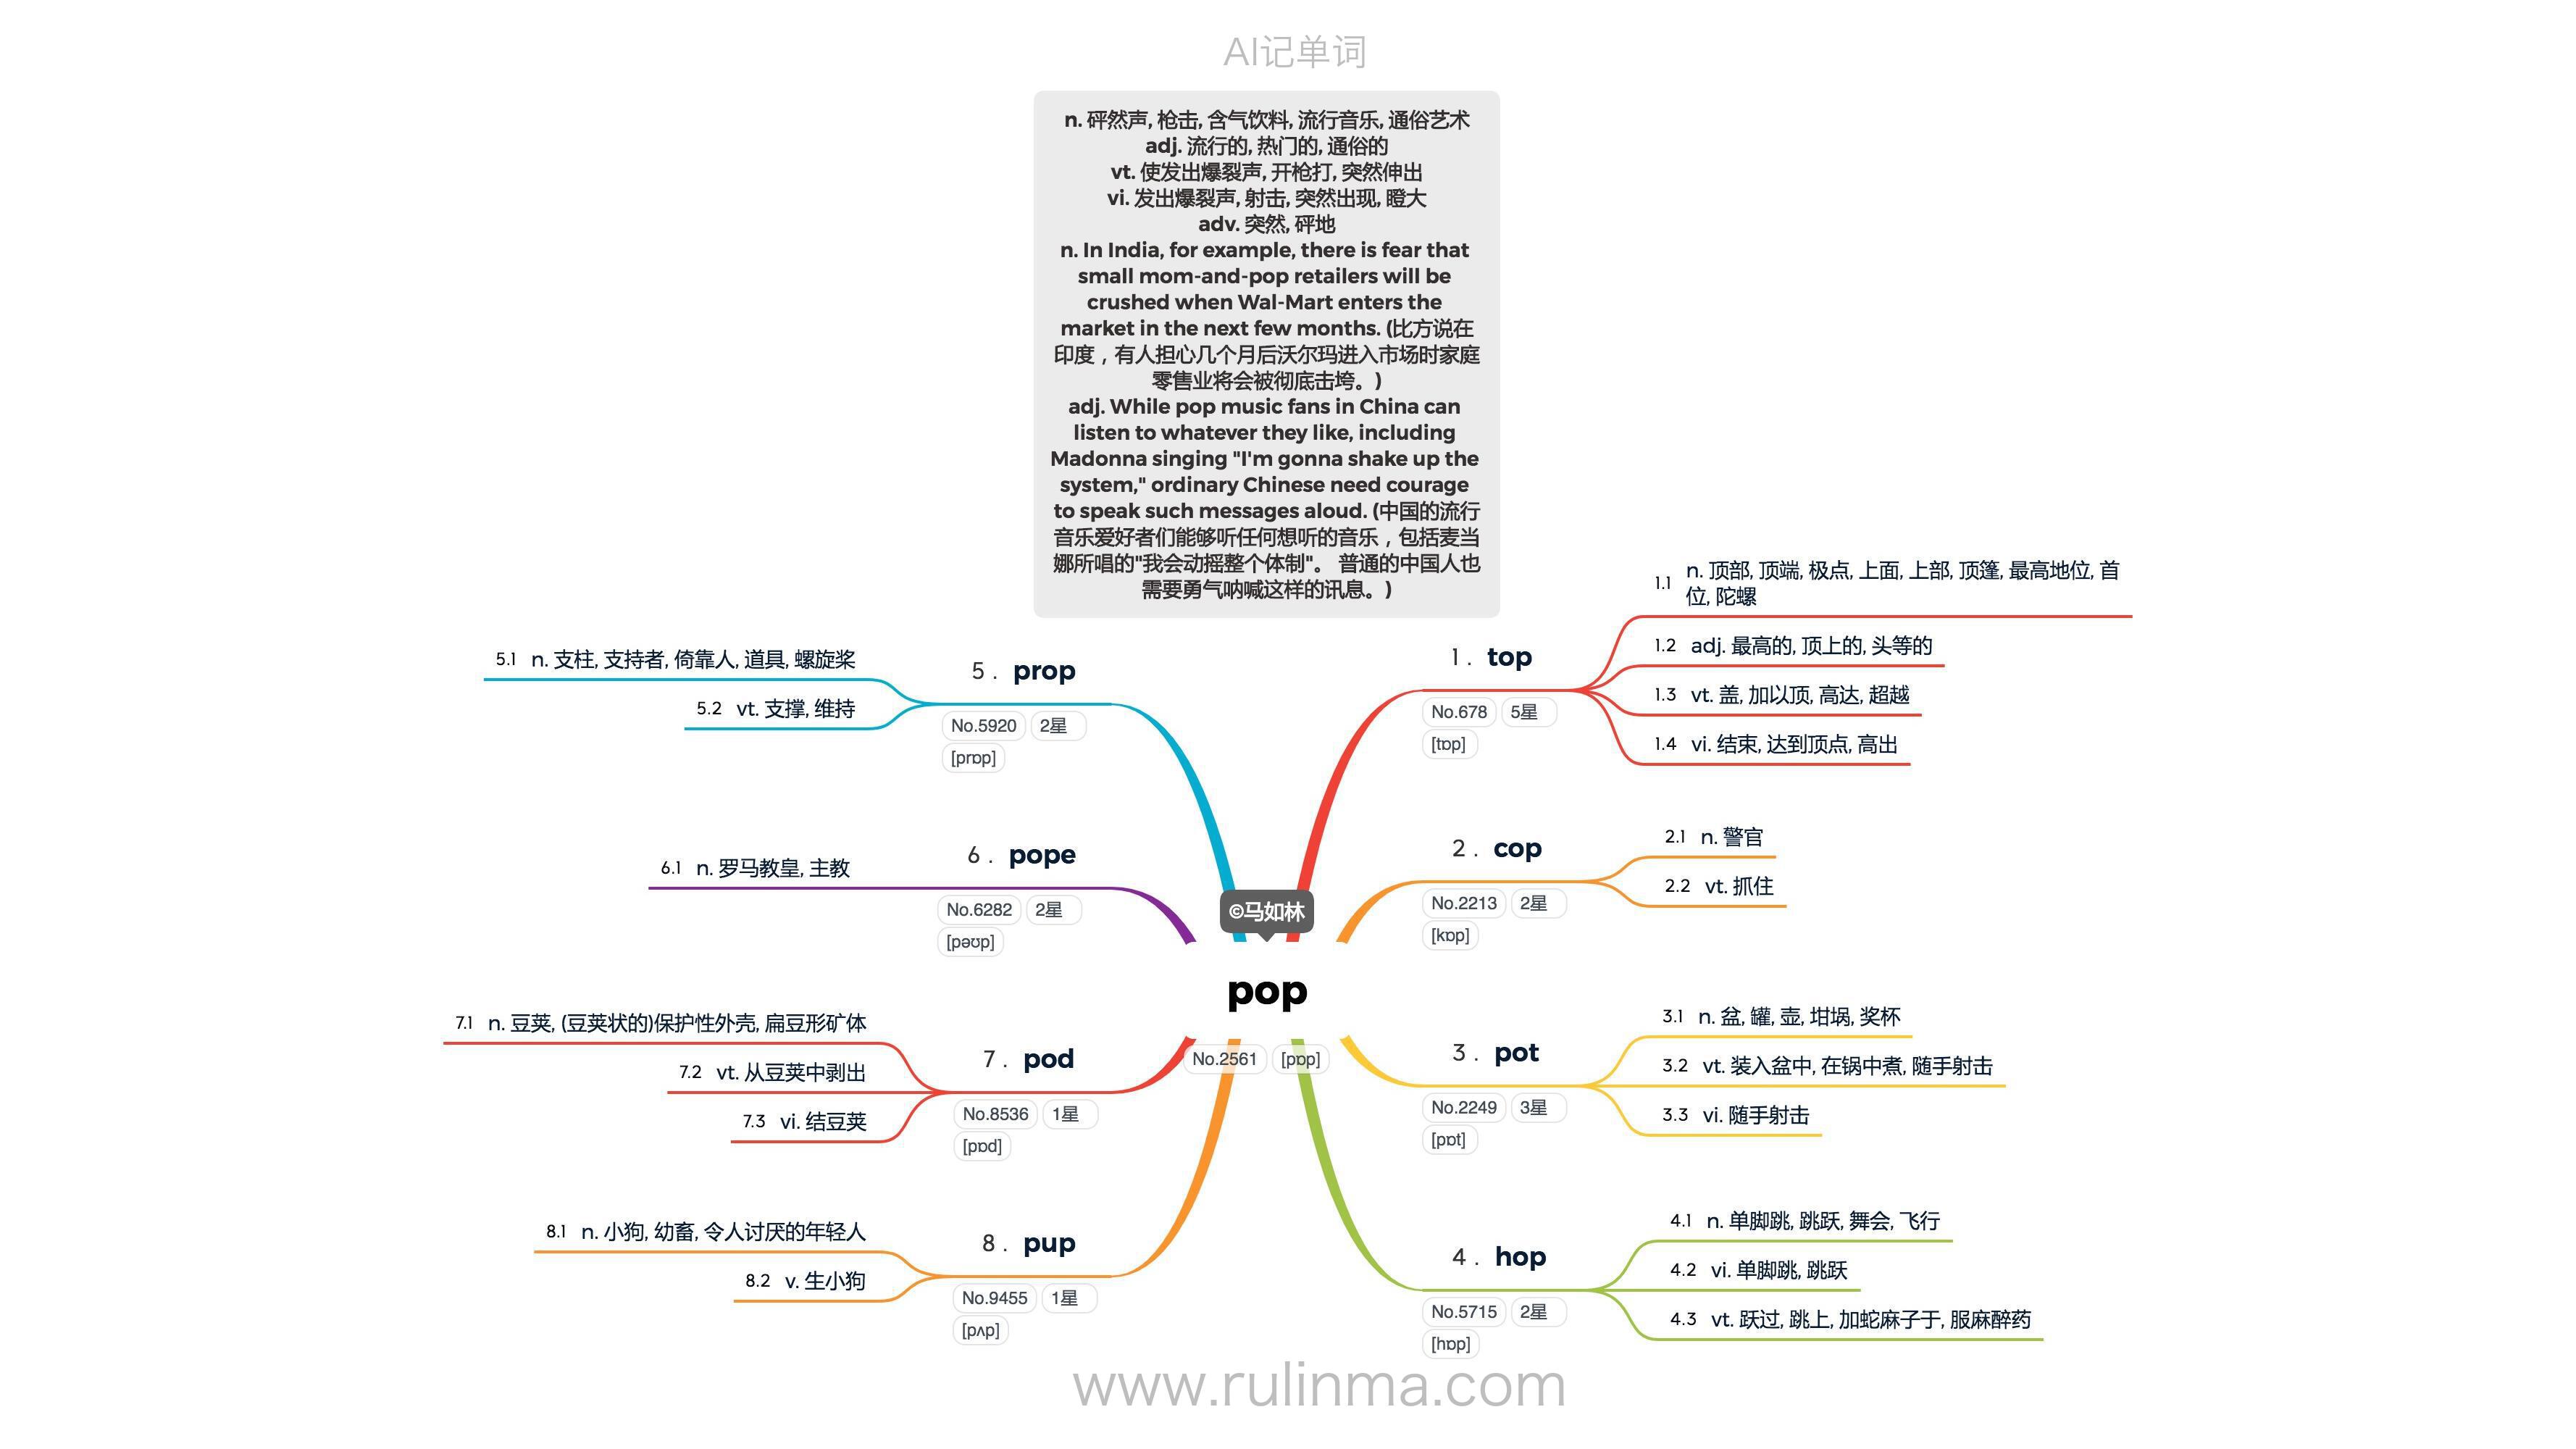 AI记单词
n. 砰然声, 枪击, 含气饮料, 流行音乐, 通俗艺术
adj. 流行的, 热门的, 通俗的
vt. 使发出爆裂声, 开枪打, 突然伸出
vi. 发出爆裂声, 射击, 突然出现, 瞪大
adv. 突然, 砰地
n. In India, for example, there is fear that
small mom-and-pop retailers will be
crushed when Wal-Mart enters the
market in the next few months. (比方说在
印度，有人担心几个月后沃尔玛进入市场时家庭
零售业将会被彻底击垮。)
adj. While pop music fans in China can
listen to whatever they like, including
Madonna singing "I'm gonna shake up the
system," ordinary Chinese need courage
to speak such messages aloud. (中国的流行
音乐爱好者们能够听任何想听的音乐，包括麦当
娜所唱的"我会动摇整个体制"。 普通的中国人也
需要勇气呐喊这样的讯息。)
©马如林
pop
No.2561 [pɒp]
1. top
No.678 5星
[tɒp]
1.1 n. 顶部, 顶端, 极点, 上面, 上部, 顶篷, 最高地位, 首
位, 陀螺
1.2 adj. 最高的, 顶上的, 头等的
1.3 vt. 盖, 加以顶, 高达, 超越
1.4 vi. 结束, 达到顶点, 高出
2. cop
No.2213 2星
[kɒp]
2.1 n. 警官
2.2 vt. 抓住
3. pot
No.2249 3星
[pɒt]
3.1 n. 盆, 罐, 壶, 坩埚, 奖杯
3.2 vt. 装入盆中, 在锅中煮, 随手射击
3.3 vi. 随手射击
4. hop
No.5715 2星
[hɒp]
4.1 n. 单脚跳, 跳跃, 舞会, 飞行
4.2 vi. 单脚跳, 跳跃
4.3 vt. 跃过, 跳上, 加蛇麻子于, 服麻醉药
5. prop
No.5920 2星
[prɒp]
5.1 n. 支柱, 支持者, 倚靠人, 道具, 螺旋桨
5.2 vt. 支撑, 维持
6. pope
No.6282 2星
[pəʊp]
6.1 n. 罗马教皇, 主教
7. pod
No.8536 1星
[pɒd]
7.1 n. 豆荚, (豆荚状的)保护性外壳, 扁豆形矿体
7.2 vt. 从豆荚中剥出
7.3 vi. 结豆荚
8. pup
No.9455 1星
[pʌp]
8.1 n. 小狗, 幼畜, 令人讨厌的年轻人
8.2 v. 生小狗
www.rulinma.com